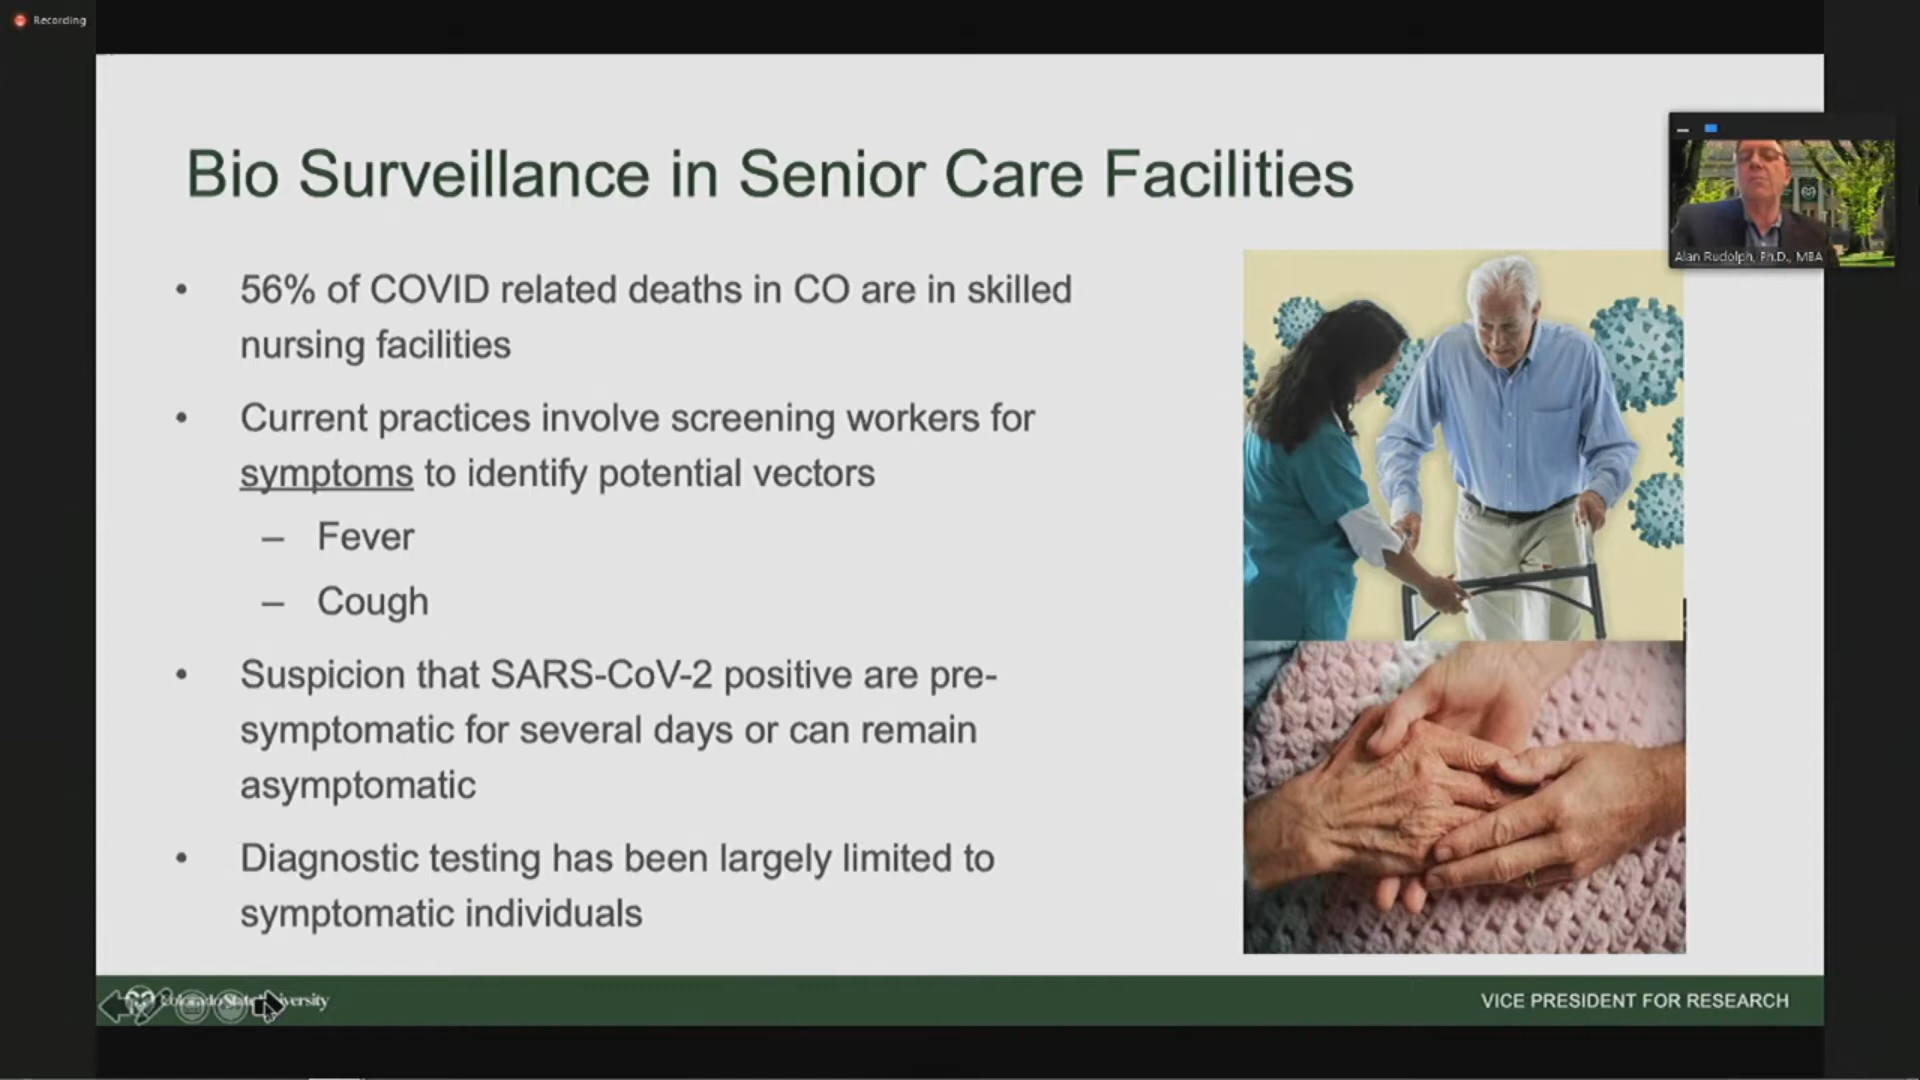 Recording
Bio Surveillance in Senior Care Facilities
Alan Rudolph, Ph.D., MBA
• 56% of COVID related deaths in CO are in skilled
nursing facilities
• Current practices involve screening workers for
symptoms to identify potential vectors
– Fever
– Cough
• Suspicion that SARS-CoV-2 positive are pre-
symptomatic for several days or can remain
asymptomatic
• Diagnostic testing has been largely limited to
symptomatic individuals
Colorado State University
VICE PRESIDENT FOR RESEARCH